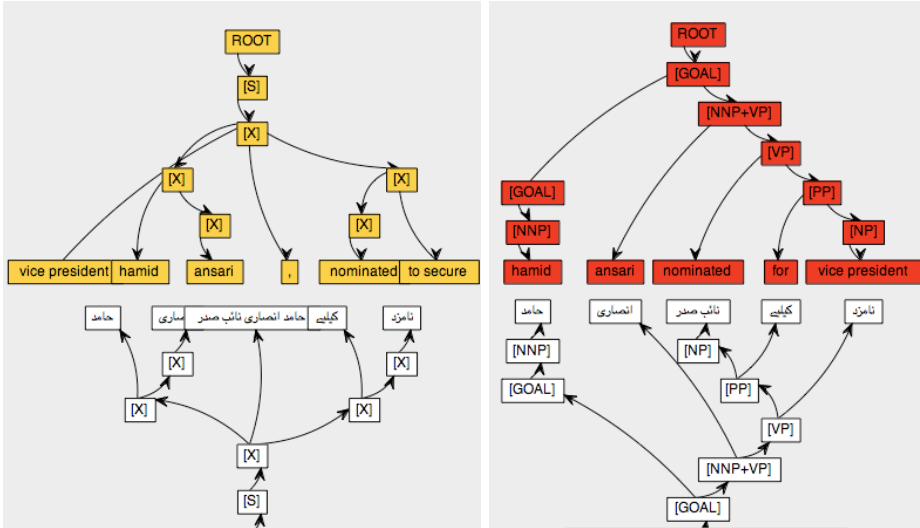 ROOT
[S]
[X]
[X] [X]
[X] [X]
vice president hamid ansari , nominated to secure
حامد
حامد انصاری نائب صدر
کیلیے
نامزد
[X] [X]
[X] [X]
[X]
[S]
ROOT
[GOAL]
[NNP+VP]
[VP]
[GOAL] [PP]
[NNP] [NP]
hamid ansari nominated for vice president
حامد
انصاری
نائب صدر
کیلیے
نامزد
[NNP] [NP]
[GOAL] [PP]
[VP]
[NNP+VP]
[GOAL]